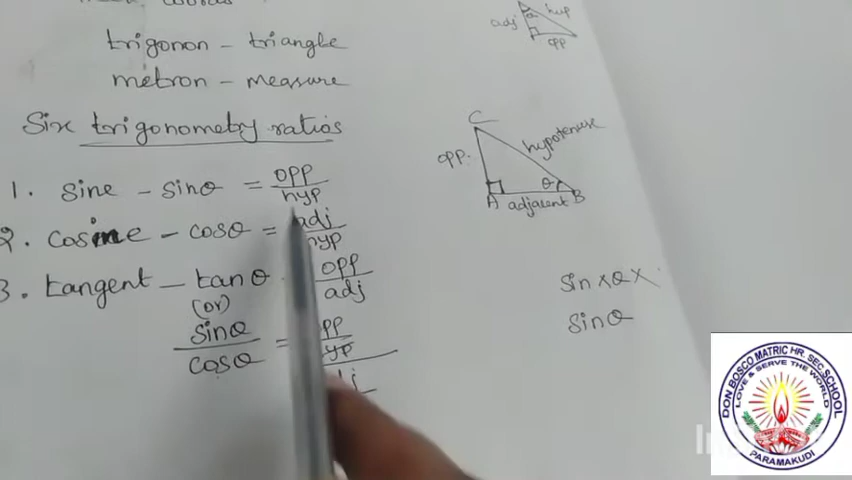 adj hyp
opp
trigonon - triangle
metron - measure
Six trigonometry ratios
C
opp. hypotenuse
θ
A adjacent B
1. sine - sinθ = opp
hyp
2. cosine - cosθ = adj
hyp
3. tangent - tanθ opp
adj
(or)
sinθ = opp
cosθ hyp
sin x θ x
sinθ
DON BOSCO MATRIC HR. SEC. SCHOOL
LOVE & SERVE THE WORLD
PARAMAKUDI